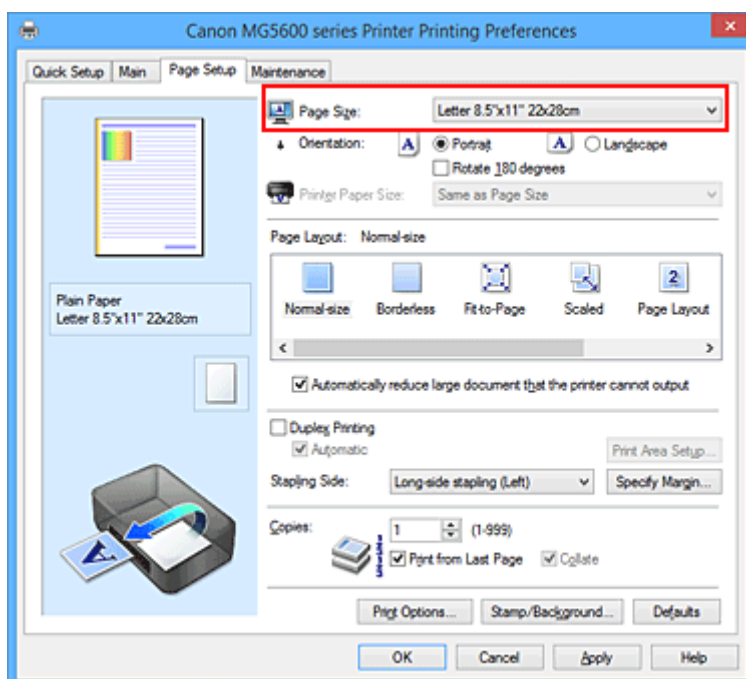 Canon MG5600 series Printer Printing Preferences
Quick Setup Main Page Setup Maintenance
Page Size: Letter 8.5"x11" 22x28cm
Orientation: A Portrait A Landscape
Rotate 180 degrees
Printer Paper Size: Same as Page Size
Page Layout: Normal-size
2
Normal-size Borderless Fit-to-Page Scaled Page Layout
Plain Paper
Letter 8.5"x11" 22x28cm
Automatically reduce large document that the printer cannot output
Duplex Printing
Automatic
Print Area Setup...
Stapling Side: Long-side stapling (Left) Specify Margin...
Copies: 1 (1-999)
Print from Last Page Collate
A
Print Options... Stamp/Background... Defaults
OK Cancel Apply Help